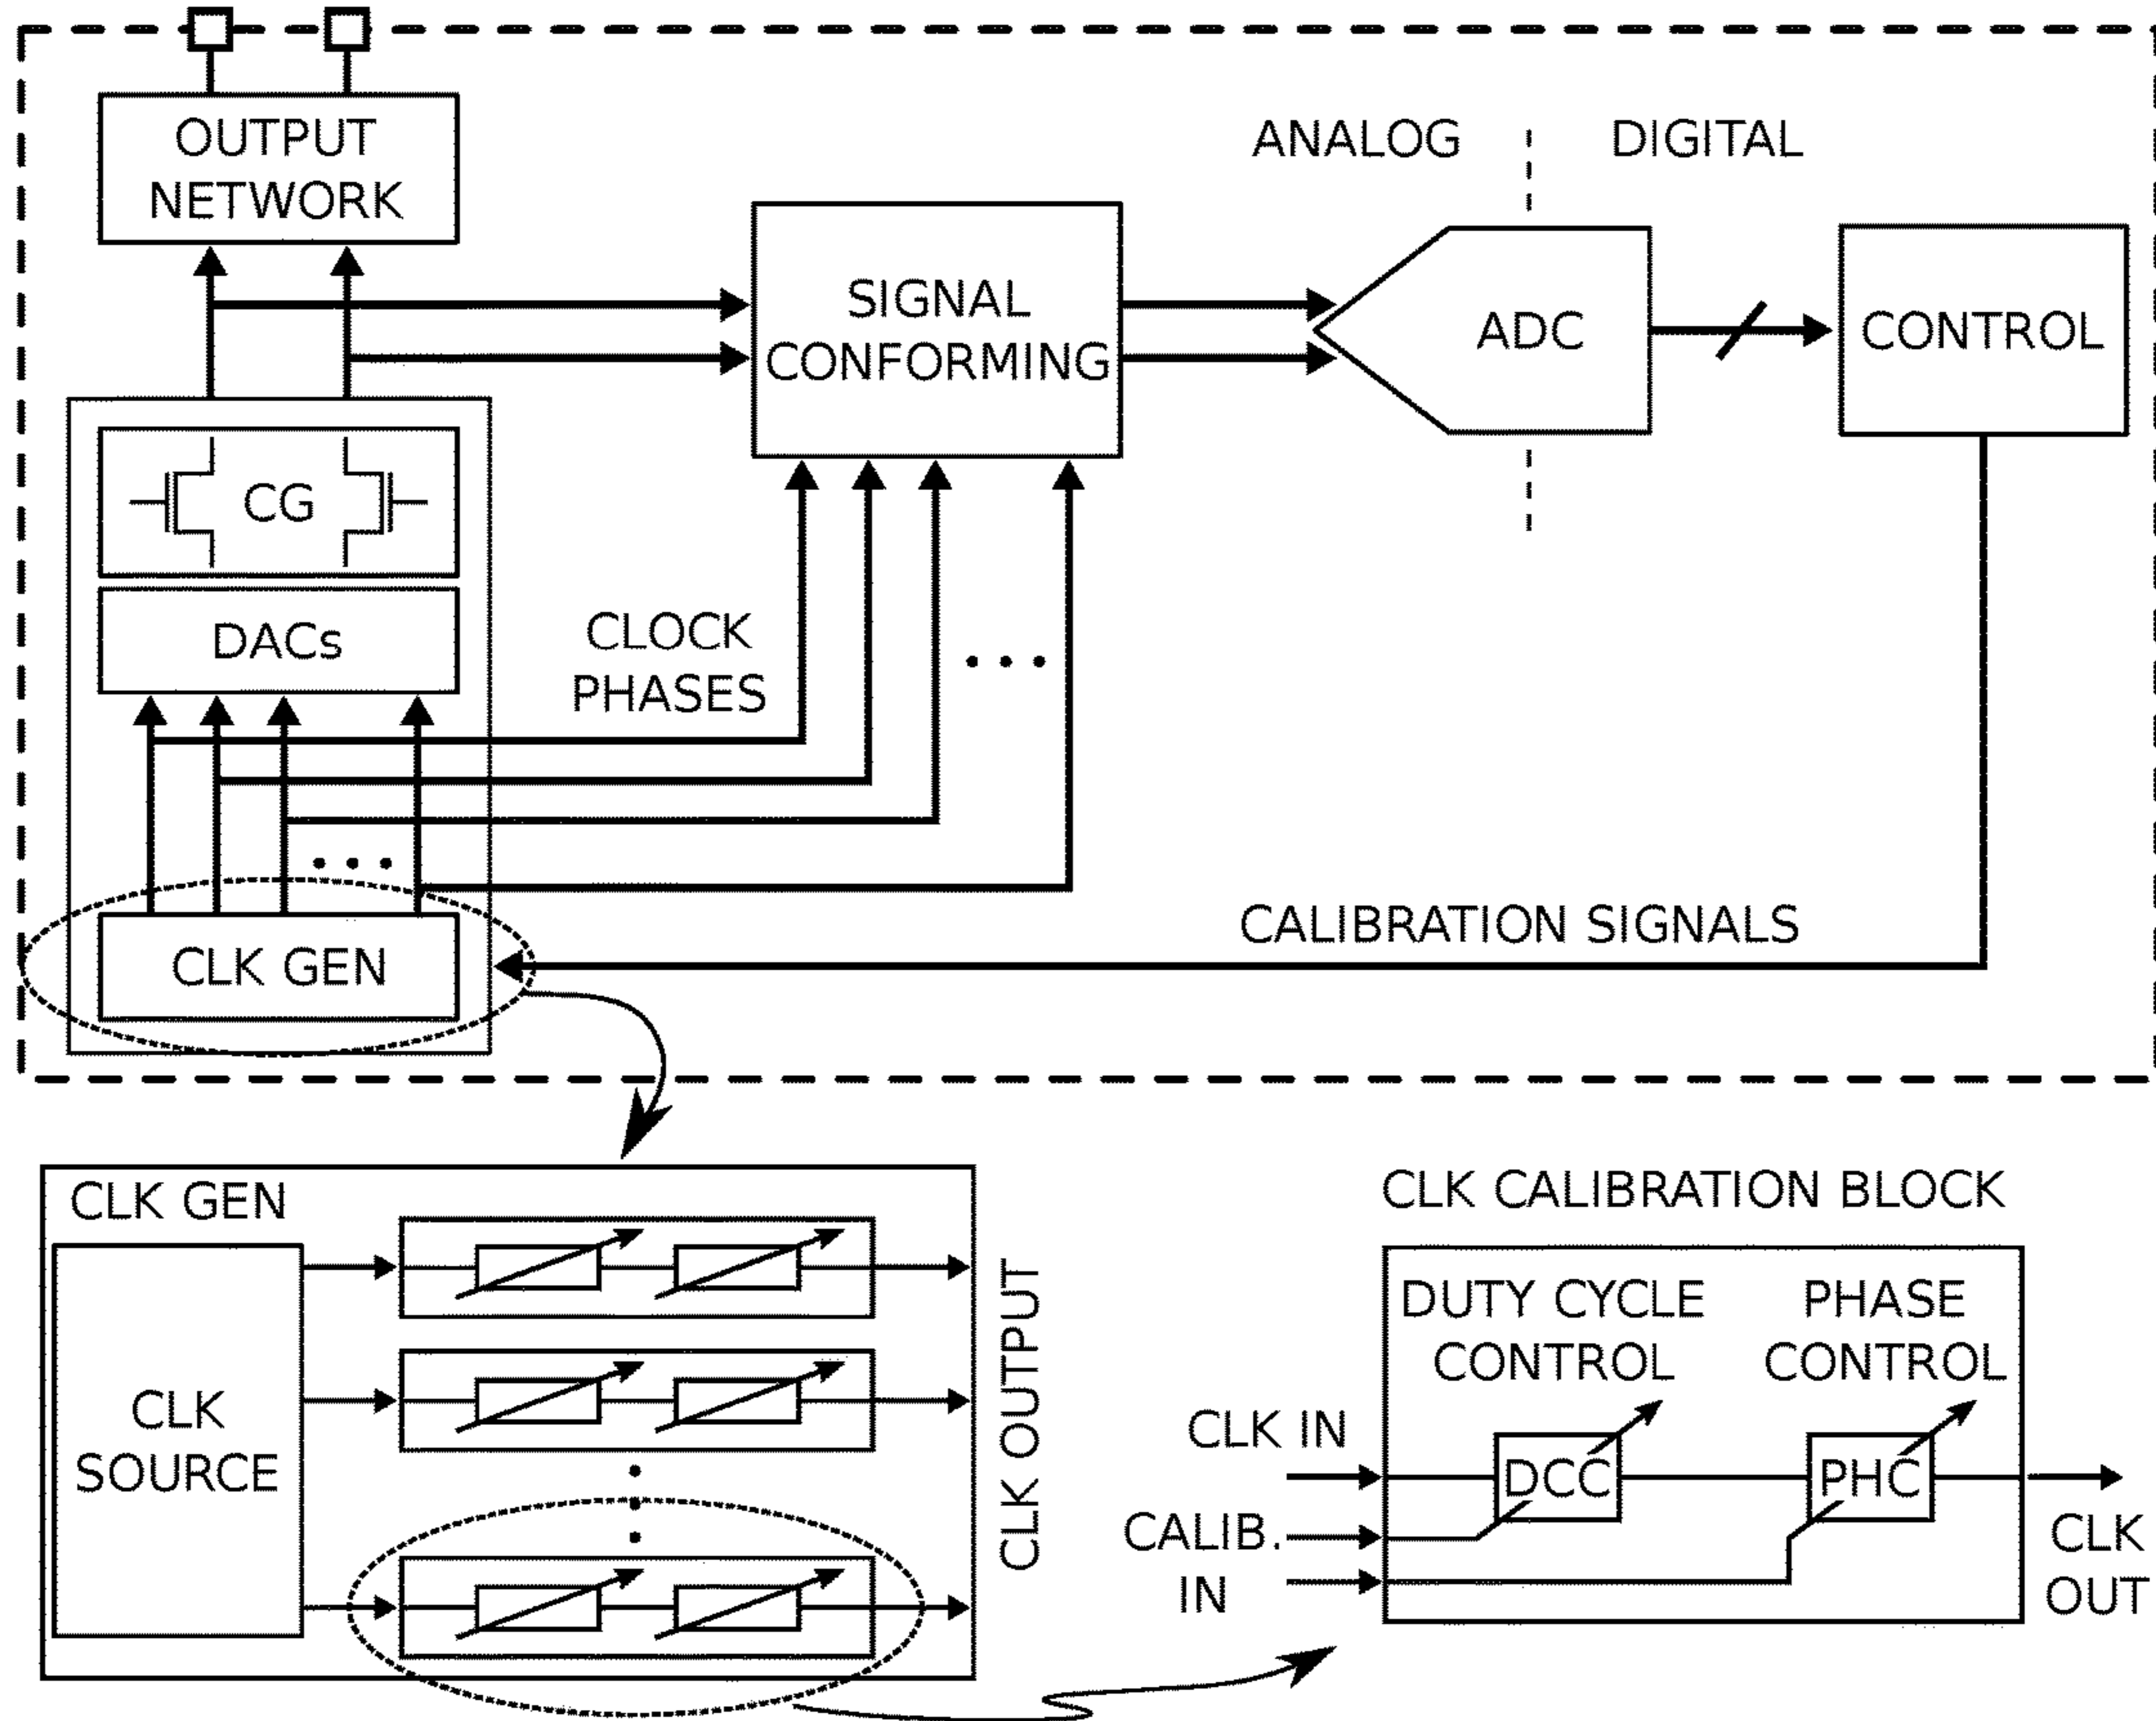 OUTPUT
NETWORK
ANALOG
DIGITAL
SIGNAL
CONFORMING
ADC
CONTROL
CG
DACs
CLOCK
PHASES
CLK GEN
CALIBRATION SIGNALS
CLK GEN
CLK
SOURCE
CLK OUTPUT
CLK CALIBRATION BLOCK
DUTY CYCLE
CONTROL
PHASE
CONTROL
CLK IN
DCC
PHC
CALIB.
IN
CLK
OUT